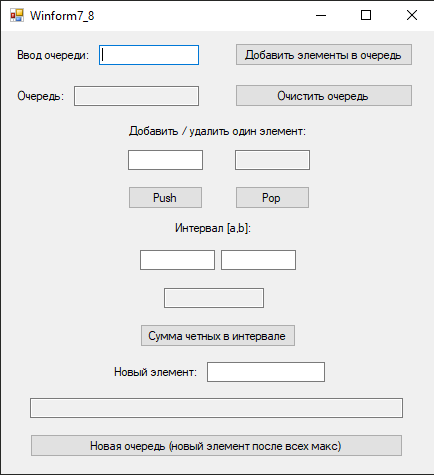 Winform7_8
Ввод очереди:
Добавить элементы в очередь
Очередь:
Очистить очередь
Добавить / удалить один элемент:
Push
Pop
Интервал [a,b]:
Сумма четных в интервале
Новый элемент:
Новая очередь (новый элемент после всех макс)